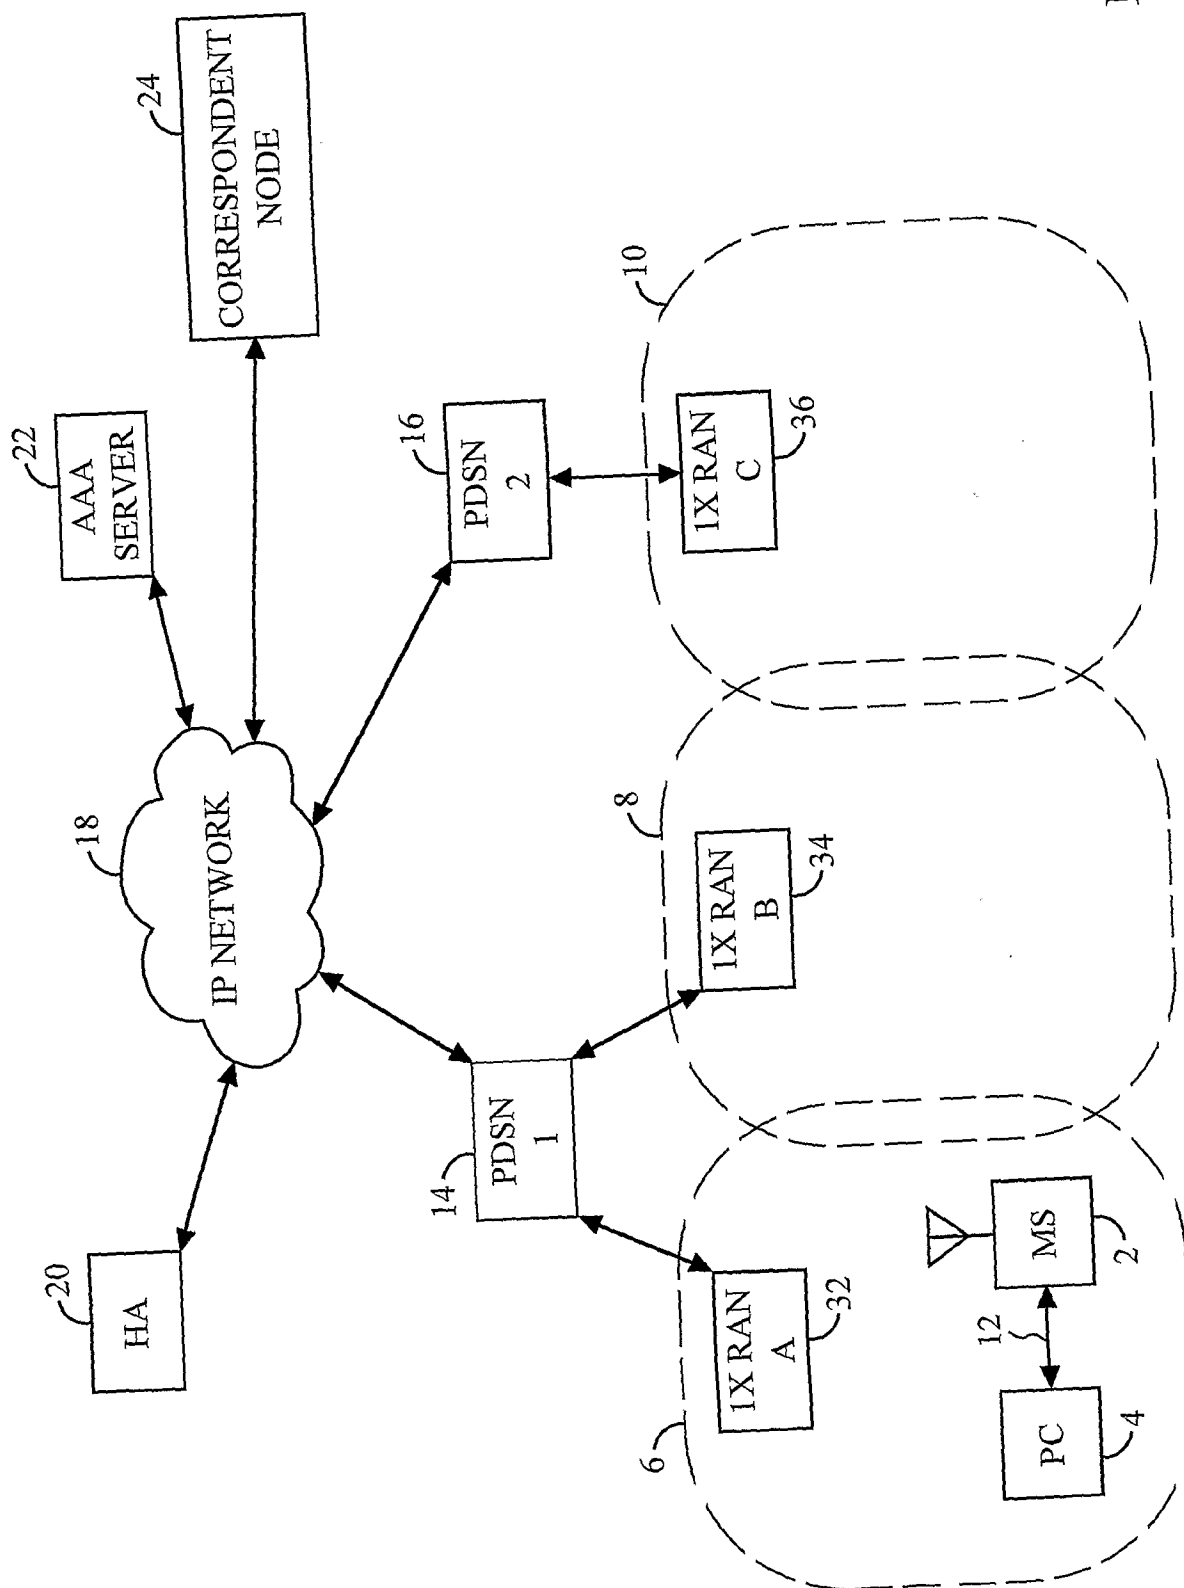 20
HA
18
IP NETWORK
22
AAA
SERVER
24
CORRESPONDENT
NODE
14
PDSN
1
16
PDSN
2
6
1X RAN
A
32
8
1X RAN
B
34
10
1X RAN
C
36
PC
4
12
MS
2